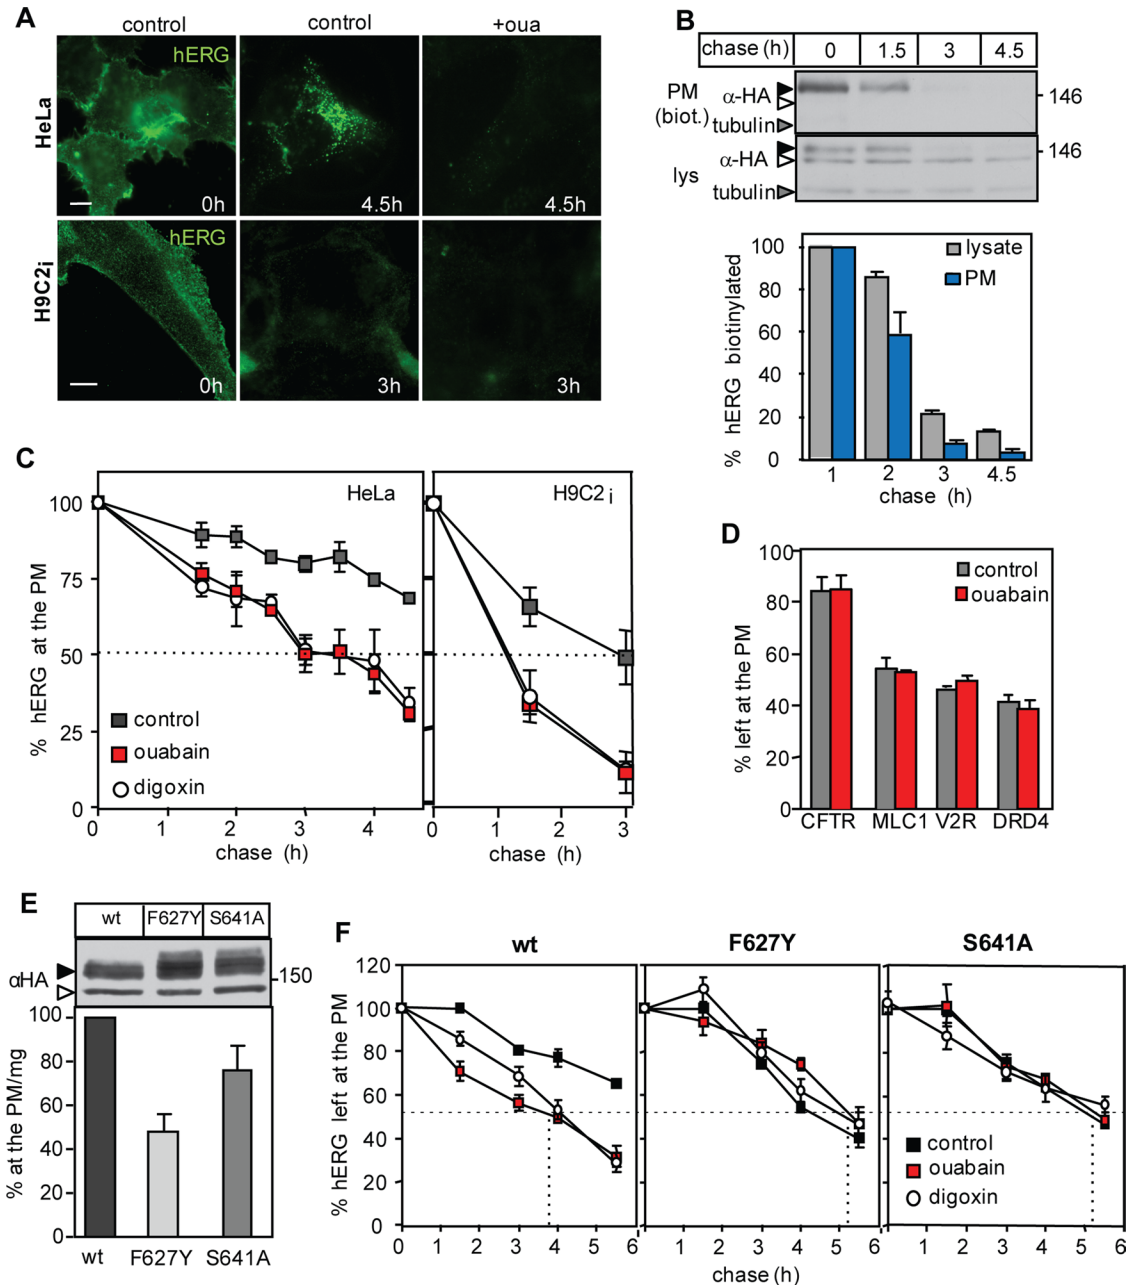 A
control
control
+oua
HeLa
hERG
0h
4.5h
4.5h
H9C2i
hERG
0h
3h
3h
B
chase (h) 0 1.5 3 4.5
PM (biot.)
α-HA
tubulin
146
lys
α-HA
tubulin
146
% hERG biotinylated
100
80
60
40
20
0
lysate
PM
1 2 3 4.5
chase (h)
C
% hERG at the PM
100
75
50
25
0
HeLa
control
ouabain
digoxin
0 1 2 3 4
chase (h)
H9C2 i
0 1 2 3
chase (h)
D
% left at the PM
100
80
60
40
20
0
control
ouabain
CFTR MLC1 V2R DRD4
E
wt F627Y S641A
αHA
150
% at the PM/mg
100
80
60
40
20
0
wt F627Y S641A
F
wt F627Y S641A
% hERG left at the PM
120
100
80
60
40
20
0
control
ouabain
digoxin
0 1 2 3 4 5 6
1 2 3 4 5 6
1 2 3 4 5 6
chase (h)